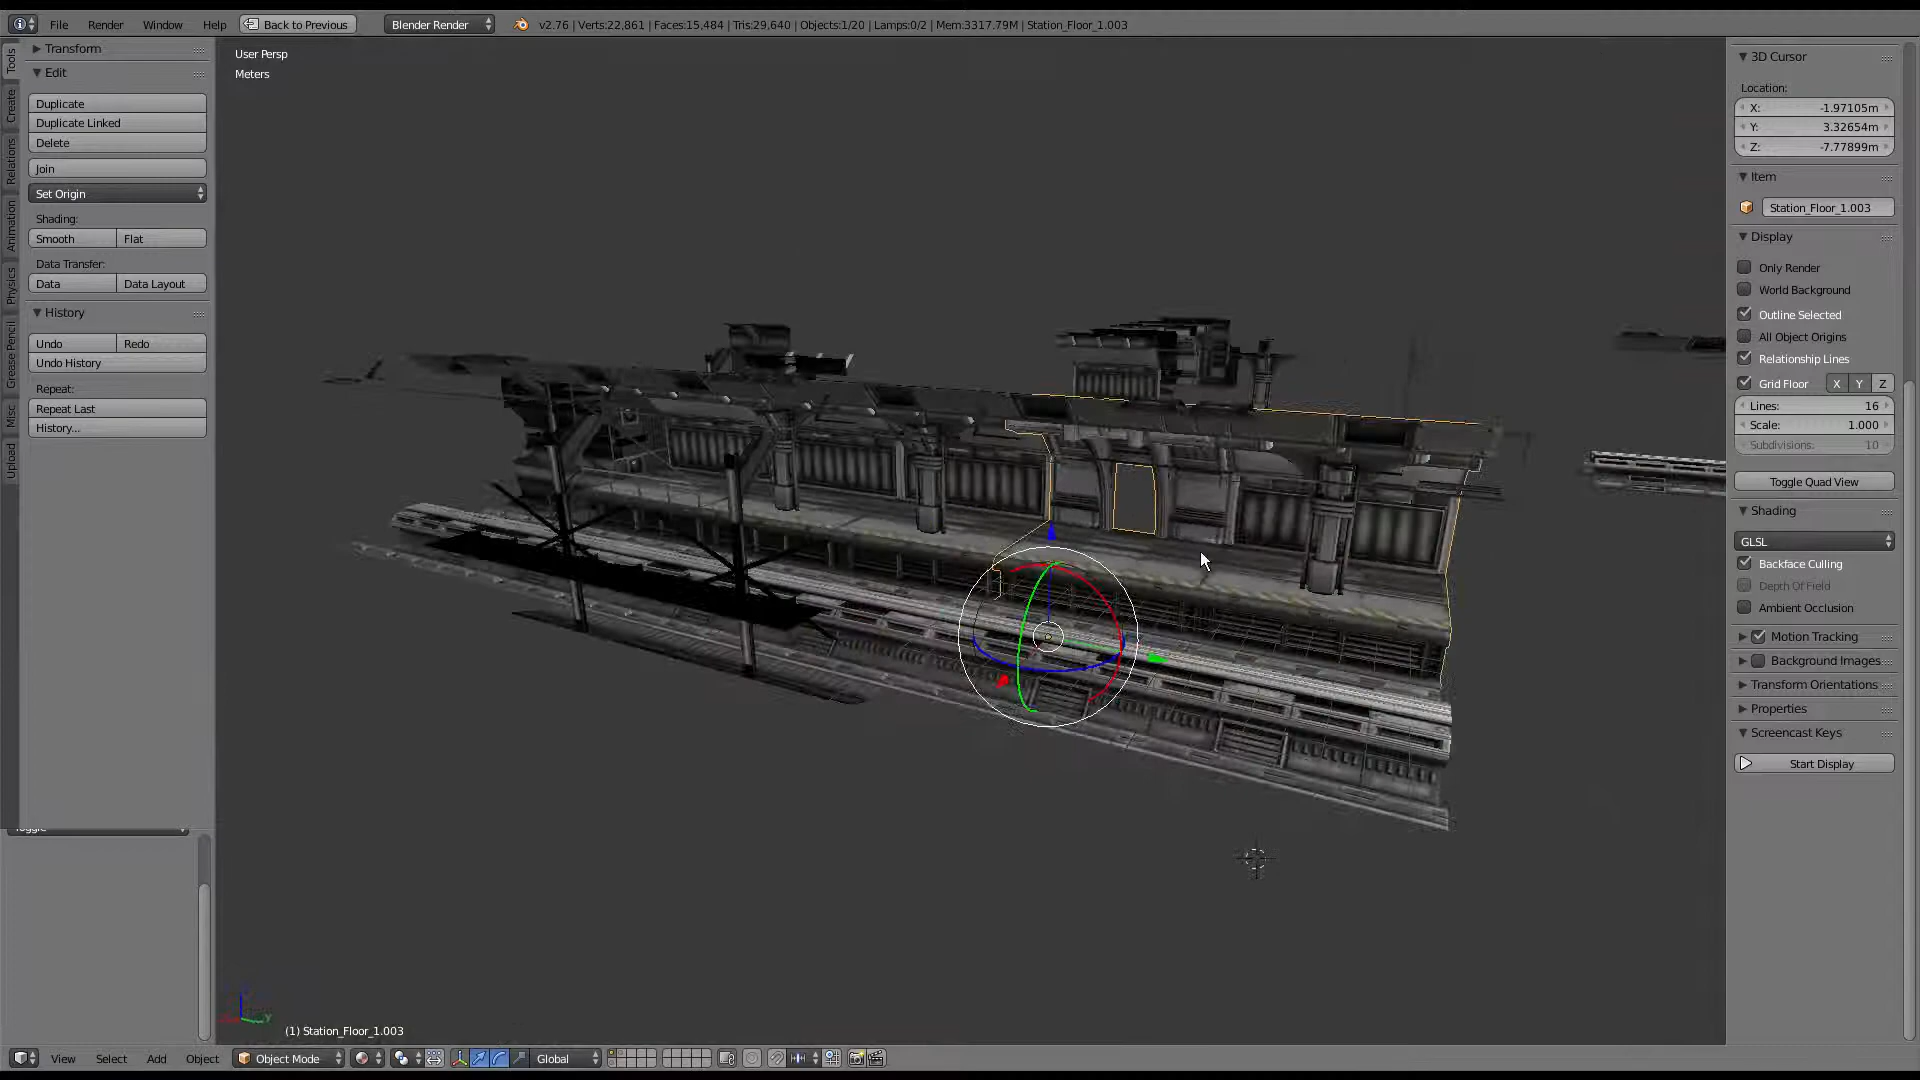 File Render Window Help Back to Previous Blender Render v2.76 | Verts:22,861 | Faces:15,484 | Tris:29,640 | Objects:1/20 | Lamps:0/2 | Mem:3317.79M | Station_Floor_1.003
Tools
Create
Relations
Animation
Physics
Grease Pencil
Misc
Upload
Transform
Edit
Duplicate
Duplicate Linked
Delete
Join
Set Origin
Shading:
Smooth Flat
Data Transfer:
Data Data Layout
History
Undo Redo
Undo History
Repeat:
Repeat Last
History...
User Persp
Meters
(1) Station_Floor_1.003
3D Cursor
Location:
X: -1.97105m
Y: 3.32654m
Z: -7.77899m
Item
Station_Floor_1.003
Display
Only Render
World Background
Outline Selected
All Object Origins
Relationship Lines
Grid Floor X Y Z
Lines: 16
Scale: 1.000
Subdivisions: 10
Toggle Quad View
Shading
GLSL
Backface Culling
Depth Of Field
Ambient Occlusion
Motion Tracking
Background Images
Transform Orientations
Properties
Screencast Keys
Start Display
View Select Add Object Object Mode Global